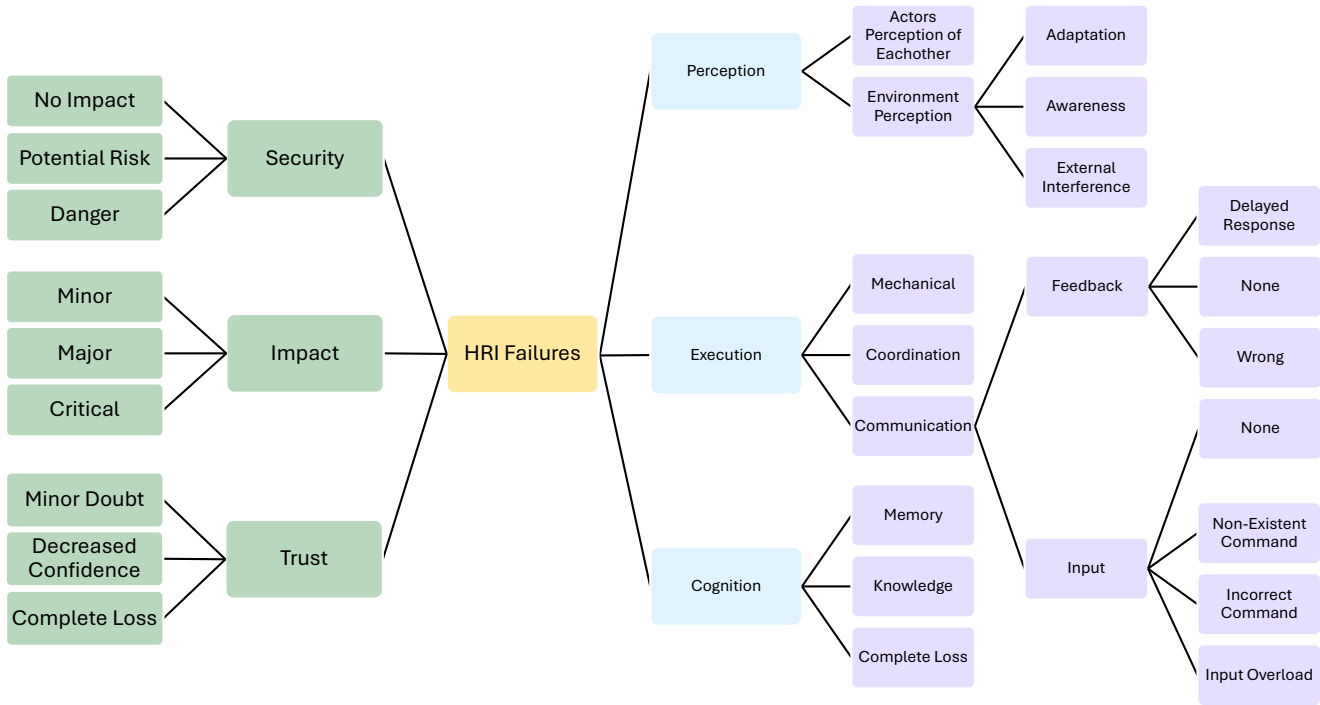 No Impact
Potential Risk
Danger
Security
Minor
Major
Critical
Impact
Minor Doubt
Decreased
Confidence
Complete Loss
Trust
HRI Failures
Perception
Actors
Perception of
Eachother
Environment
Perception
Adaptation
Awareness
External
Interference
Execution
Mechanical
Coordination
Communication
Feedback
Delayed
Response
None
Wrong
Input
None
Non-Existent
Command
Incorrect
Command
Input Overload
Cognition
Memory
Knowledge
Complete Loss